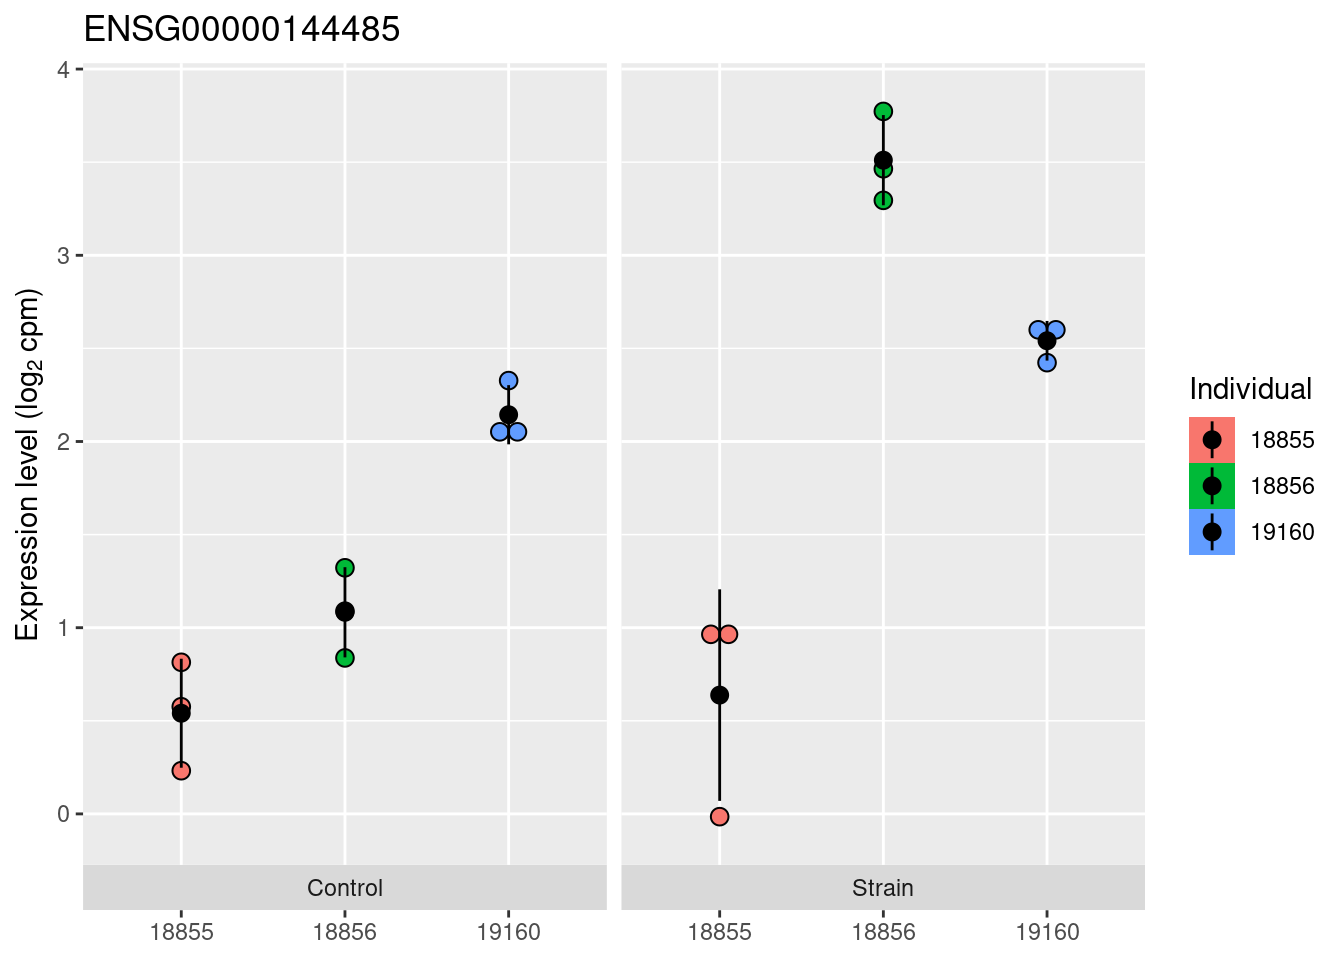 ENSG00000144485
Expression level (log2 cpm)
4
3
2
1
0
Control
Strain
18855
18856
19160
18855
18856
19160
Individual
18855
18856
19160